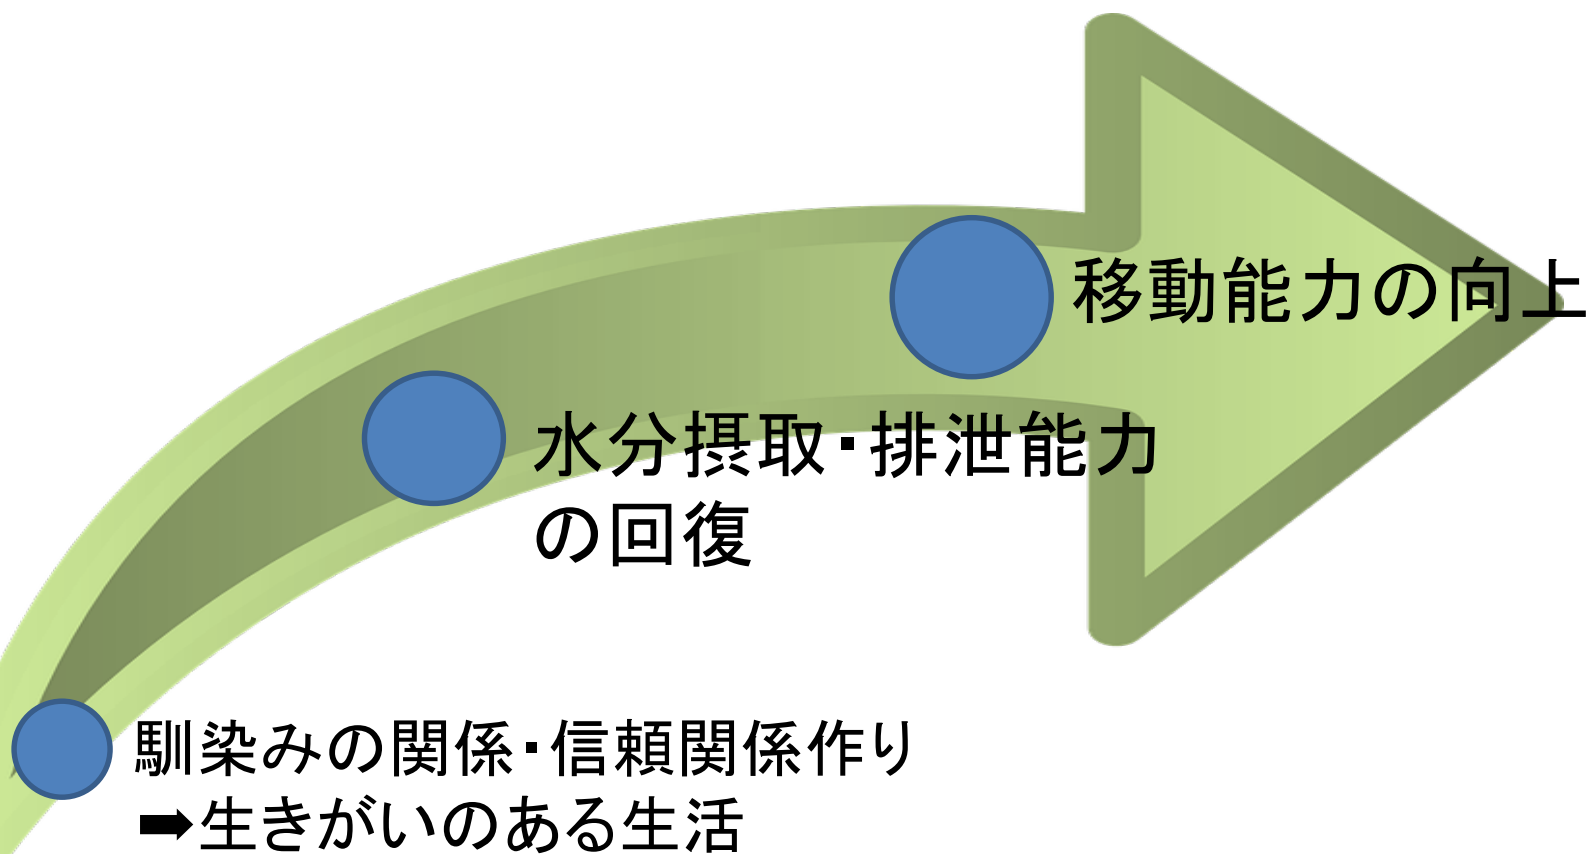 移動能力の向上
水分摂取・排泄能力
の回復
馴染みの関係・信頼関係作り
➡生きがいのある生活